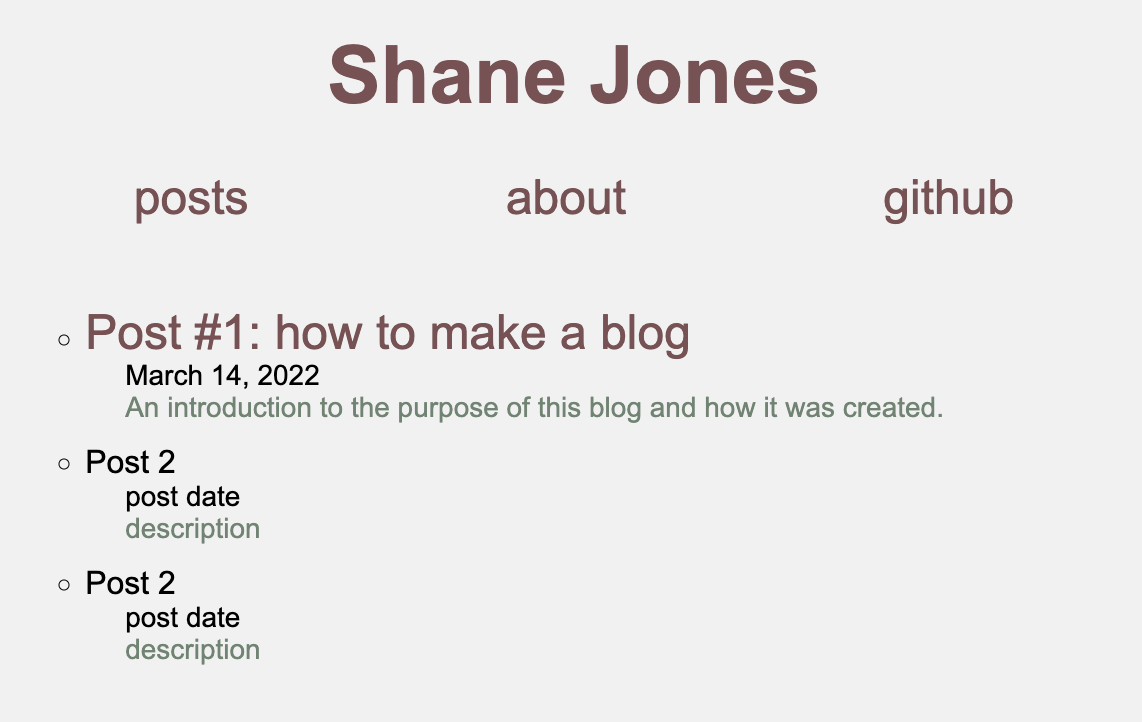 Shane Jones
posts about github
Post #1: how to make a blog
March 14, 2022
An introduction to the purpose of this blog and how it was created.
Post 2
post date
description
Post 2
post date
description